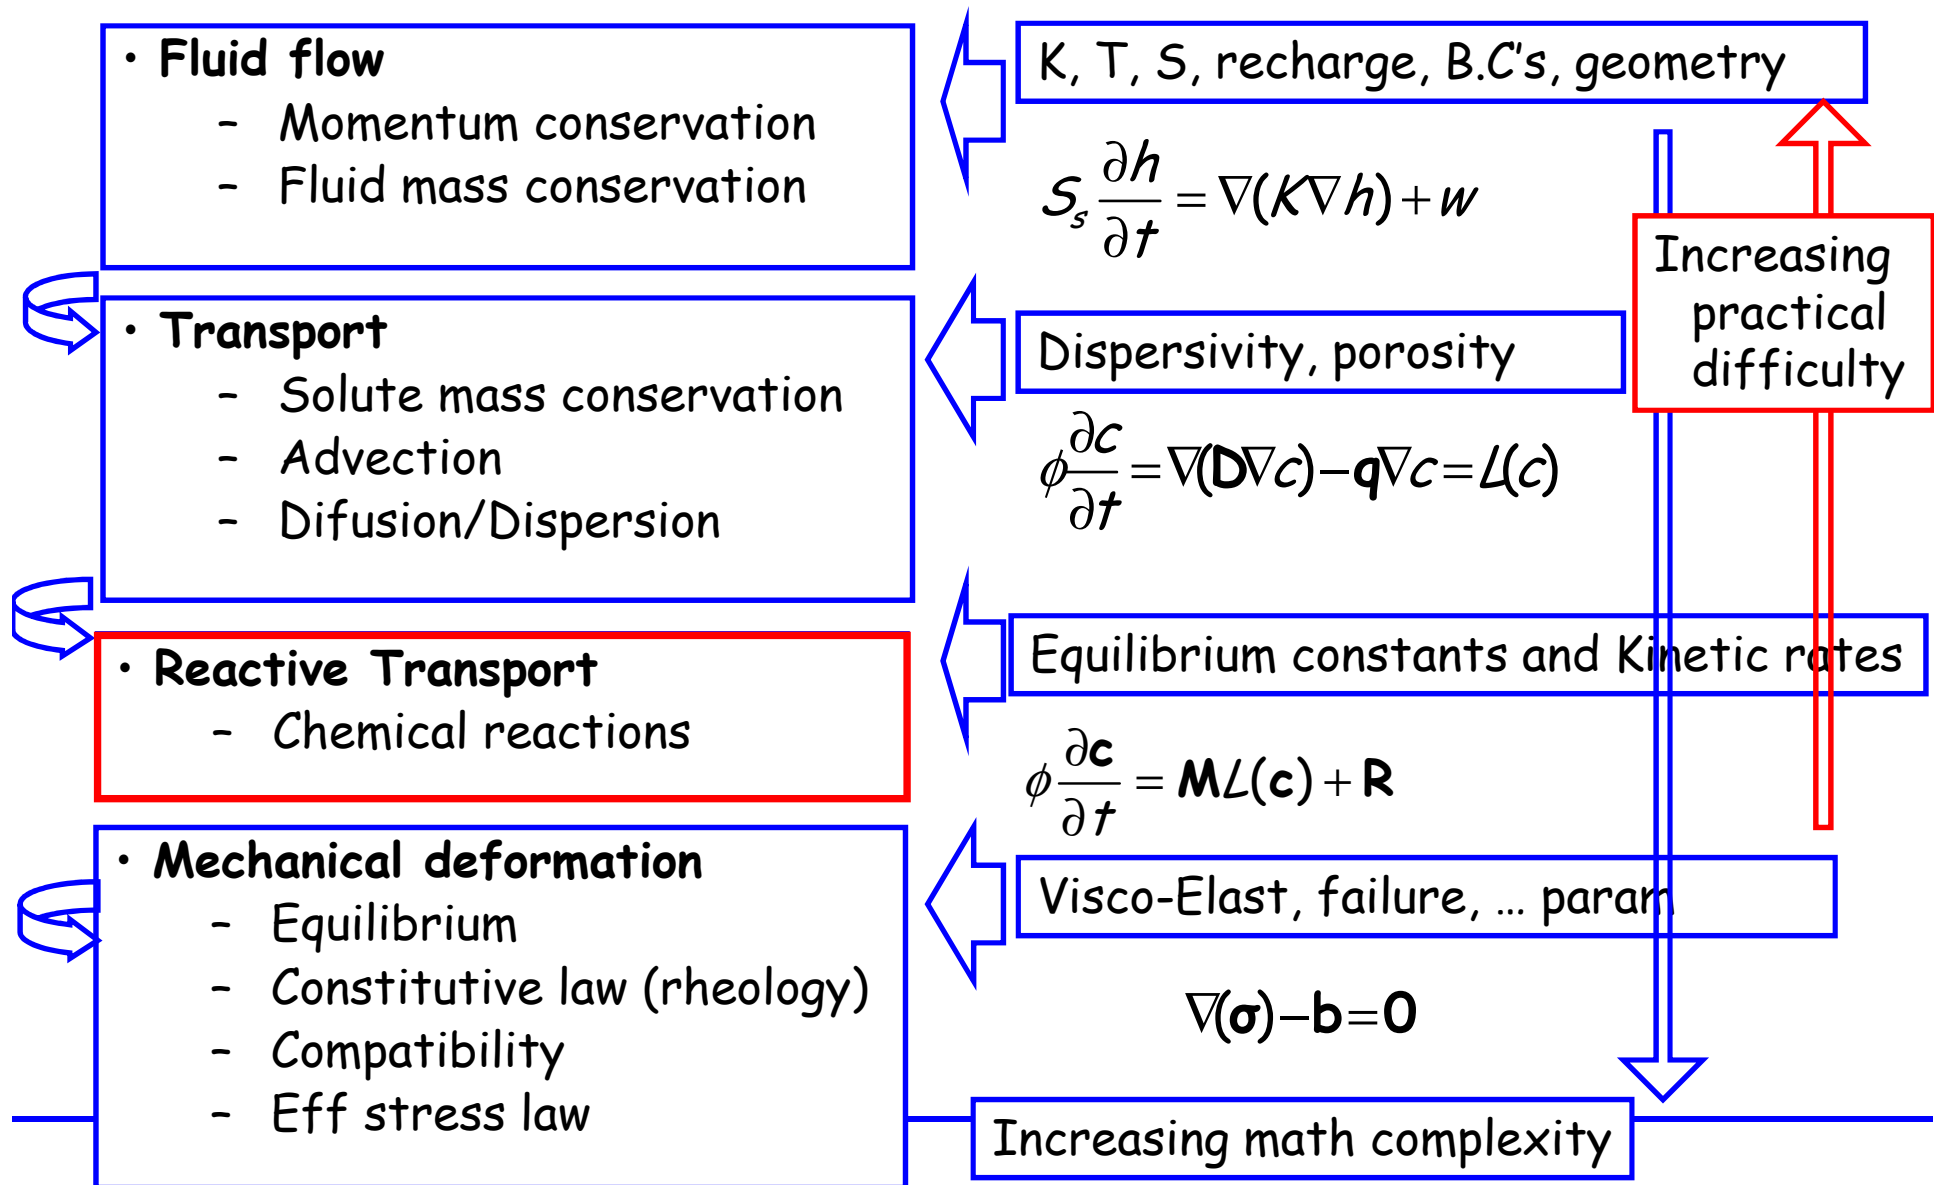 • Fluid flow
– Momentum conservation
– Fluid mass conservation
K, T, S, recharge, B.C's, geometry
S_s ∂h/∂t = ∇(K∇h) + w
Increasing
practical
difficulty
• Transport
– Solute mass conservation
– Advection
– Difusion/Dispersion
Dispersivity, porosity
ϕ ∂c/∂t = ∇(D∇c) − q∇c = L(c)
• Reactive Transport
– Chemical reactions
Equilibrium constants and Kinetic rates
ϕ ∂c/∂t = ML(c) + R
• Mechanical deformation
– Equilibrium
– Constitutive law (rheology)
– Compatibility
– Eff stress law
Visco-Elast, failure, … param
∇(σ) − b = 0
Increasing math complexity